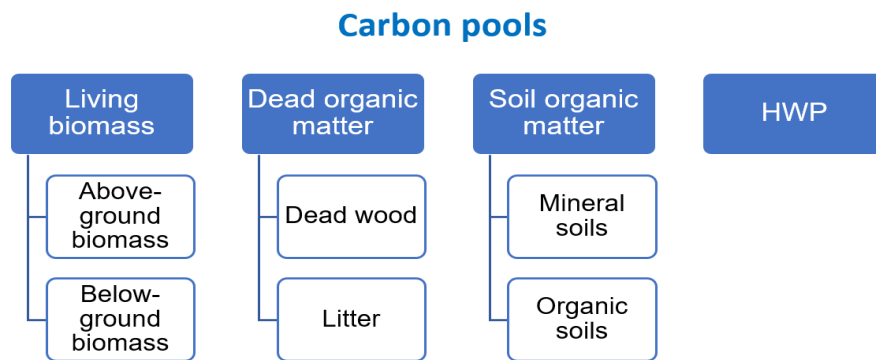 Carbon pools
Living
biomass
Above-
ground
biomass
Below-
ground
biomass
Dead organic
matter
Dead wood
Litter
Soil organic
matter
Mineral
soils
Organic
soils
HWP